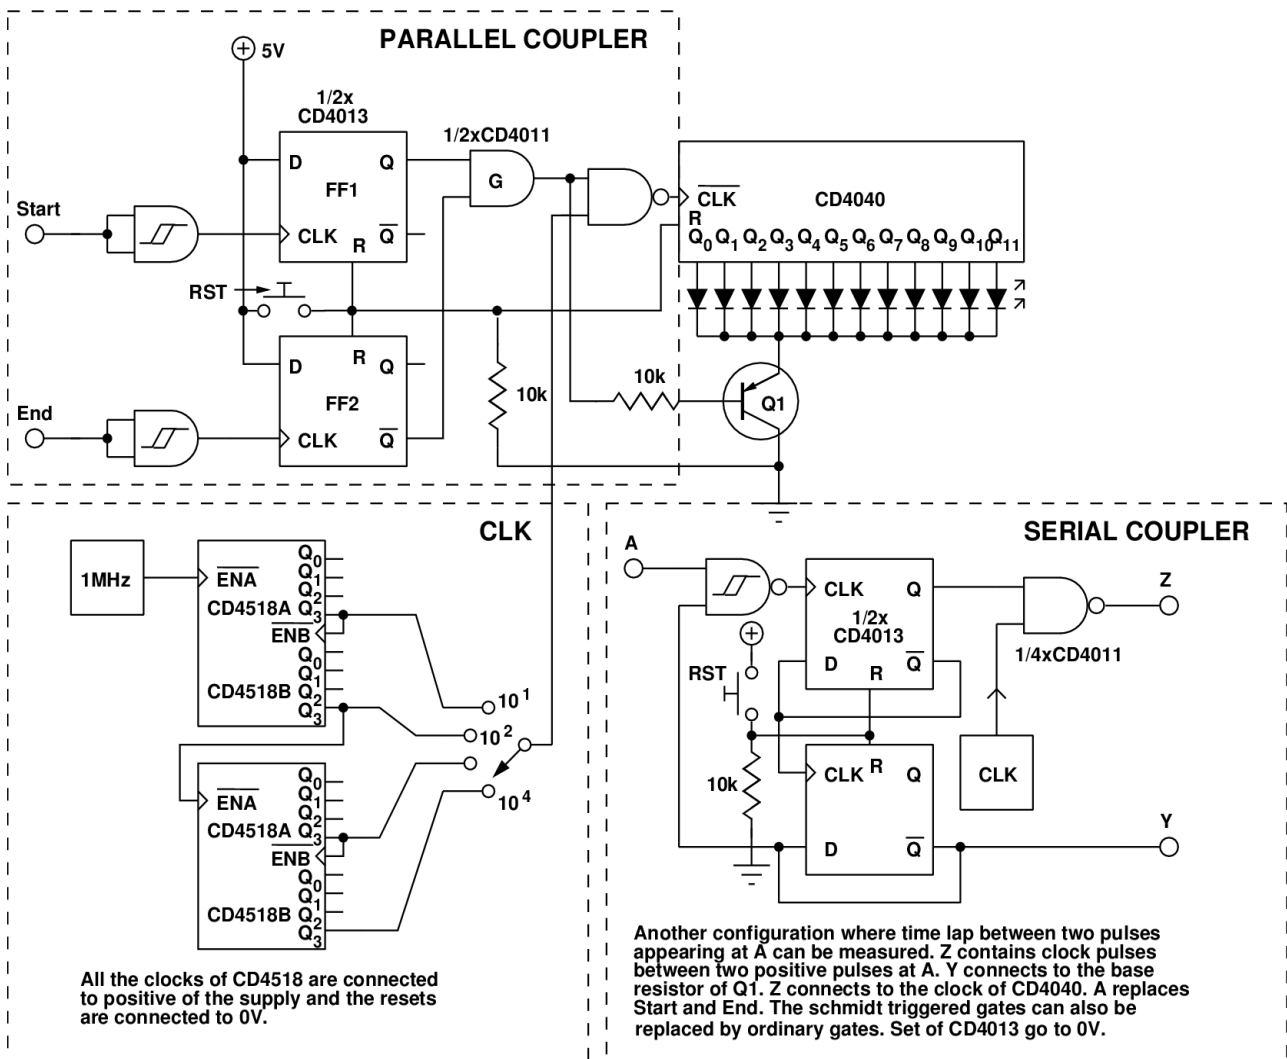 PARALLEL COUPLER
5V
1/2x
CD4013
1/2xCD4011
D Q
FF1
G
CLK
R
Q
Start
RST
CLK
R
CD4040
Q0 Q1 Q2 Q3 Q4 Q5 Q6 Q7 Q8 Q9 Q10 Q11
D R Q
FF2
CLK Q
End
10k
10k
Q1
CLK
1MHz
ENA
CD4518A
ENB
CD4518B
Q0
Q1
Q2
Q3
Q0
Q1
Q2
Q3
ENA
CD4518A
ENB
CD4518B
Q0
Q1
Q2
Q3
Q0
Q1
Q2
Q3
10 1
10 2
10 4
All the clocks of CD4518 are connected
to positive of the supply and the resets
are connected to 0V.
SERIAL COUPLER
A
CLK Q
1/2x
CD4013
D R Q
RST
10k
CLK R Q
D Q
1/4xCD4011
CLK
Z
Y
Another configuration where time lap between two pulses
appearing at A can be measured. Z contains clock pulses
between two positive pulses at A. Y connects to the base
resistor of Q1. Z connects to the clock of CD4040. A replaces
Start and End. The schmidt triggered gates can also be
replaced by ordinary gates. Set of CD4013 go to 0V.